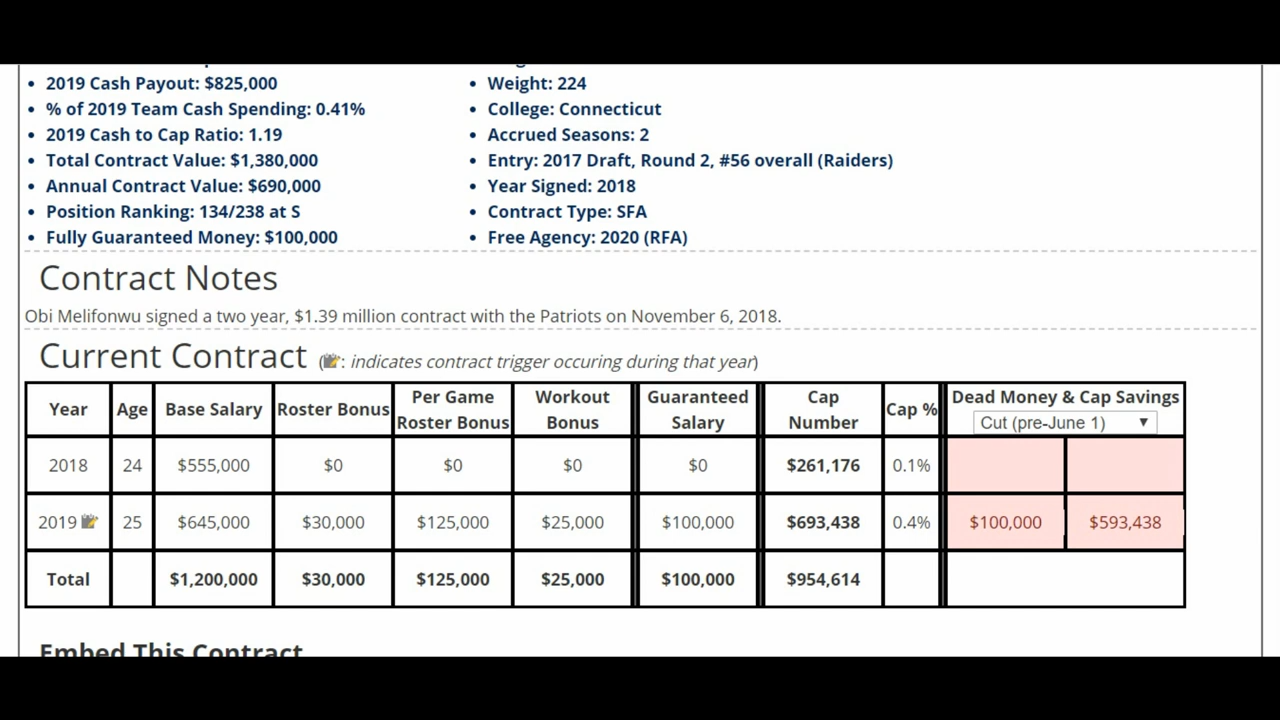 2019 Cash Payout: $825,000
% of 2019 Team Cash Spending: 0.41%
2019 Cash to Cap Ratio: 1.19
Total Contract Value: $1,380,000
Annual Contract Value: $690,000
Position Ranking: 134/238 at S
Fully Guaranteed Money: $100,000
Weight: 224
College: Connecticut
Accrued Seasons: 2
Entry: 2017 Draft, Round 2, #56 overall (Raiders)
Year Signed: 2018
Contract Type: SFA
Free Agency: 2020 (RFA)
Contract Notes
Obi Melifonwu signed a two year, $1.39 million contract with the Patriots on November 6, 2018.
Current Contract (: indicates contract trigger occuring during that year)
Year Age Base Salary Roster Bonus Per Game Roster Bonus Workout Bonus Guaranteed Salary Cap Number Cap % Dead Money & Cap Savings
Cut (pre-June 1)
2018 24 $555,000 $0 $0 $0 $0 $261,176 0.1%
2019 25 $645,000 $30,000 $125,000 $25,000 $100,000 $693,438 0.4% $100,000 $593,438
Total $1,200,000 $30,000 $125,000 $25,000 $100,000 $954,614
Embed This Contract